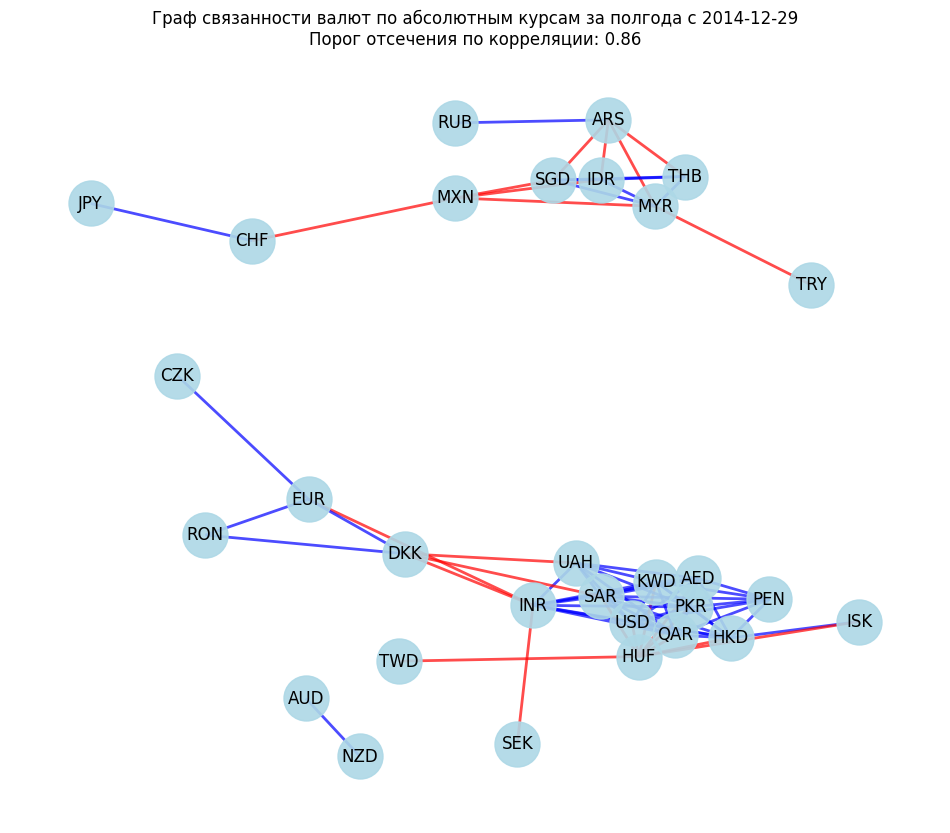 Граф связанности валют по абсолютным курсам за полгода с 2014-12-29
Порог отсечения по корреляции: 0.86
RUB
ARS
SGD
IDR
THB
MXN
MYR
JPY
CHF
TRY
CZK
EUR
RON
DKK
UAH
KWD
AED
SAR
PEN
INR
PKR
USD
ISK
QAR
HKD
HUF
TWD
AUD
SEK
NZD